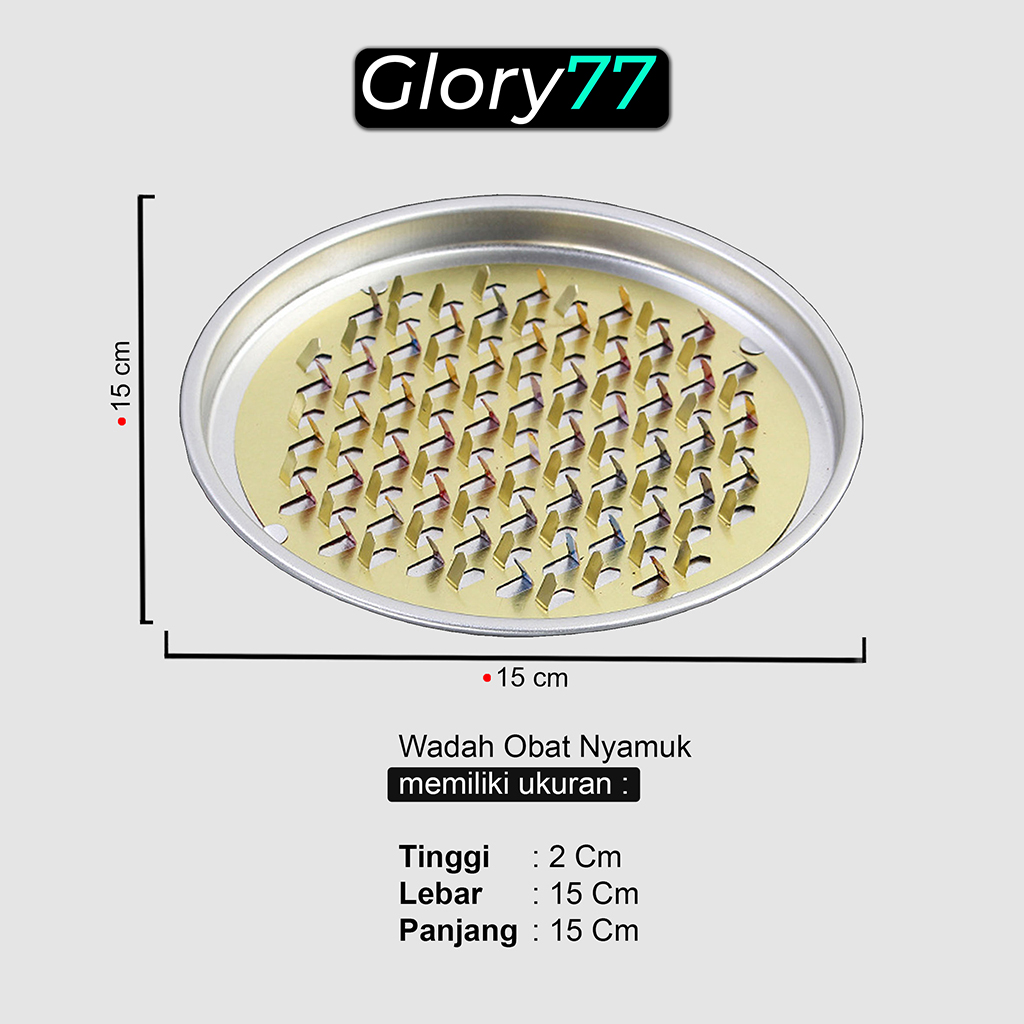 Glory77
•15 cm
•15 cm
Wadah Obat Nyamuk
memiliki ukuran :
Tinggi : 2 Cm
Lebar : 15 Cm
Panjang : 15 Cm